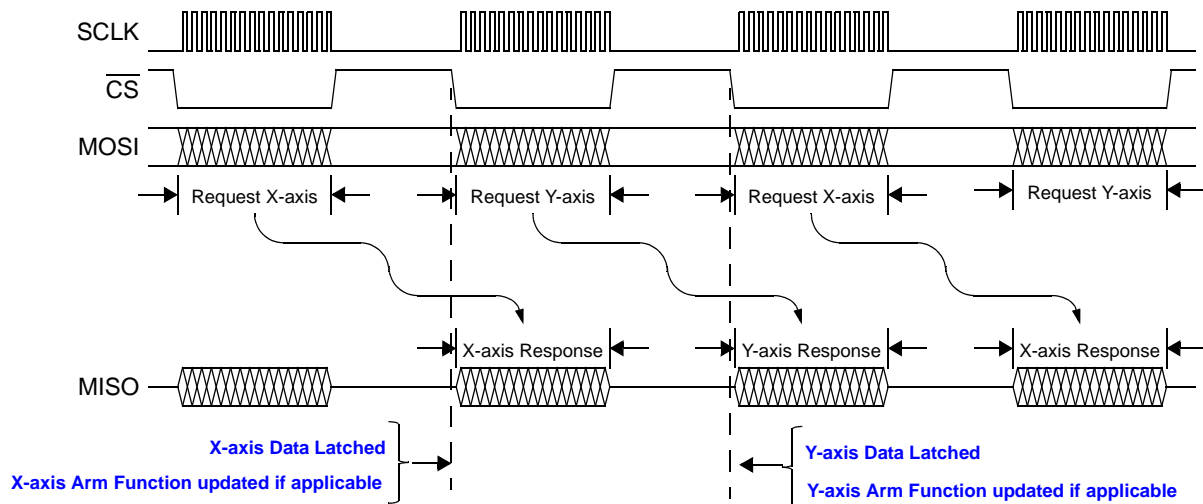 SCLK
CS
MOSI
Request X-axis
Request Y-axis
Request X-axis
Request Y-axis
X-axis Response
Y-axis Response
X-axis Response
MISO
X-axis Data Latched
X-axis Arm Function updated if applicable
Y-axis Data Latched
Y-axis Arm Function updated if applicable